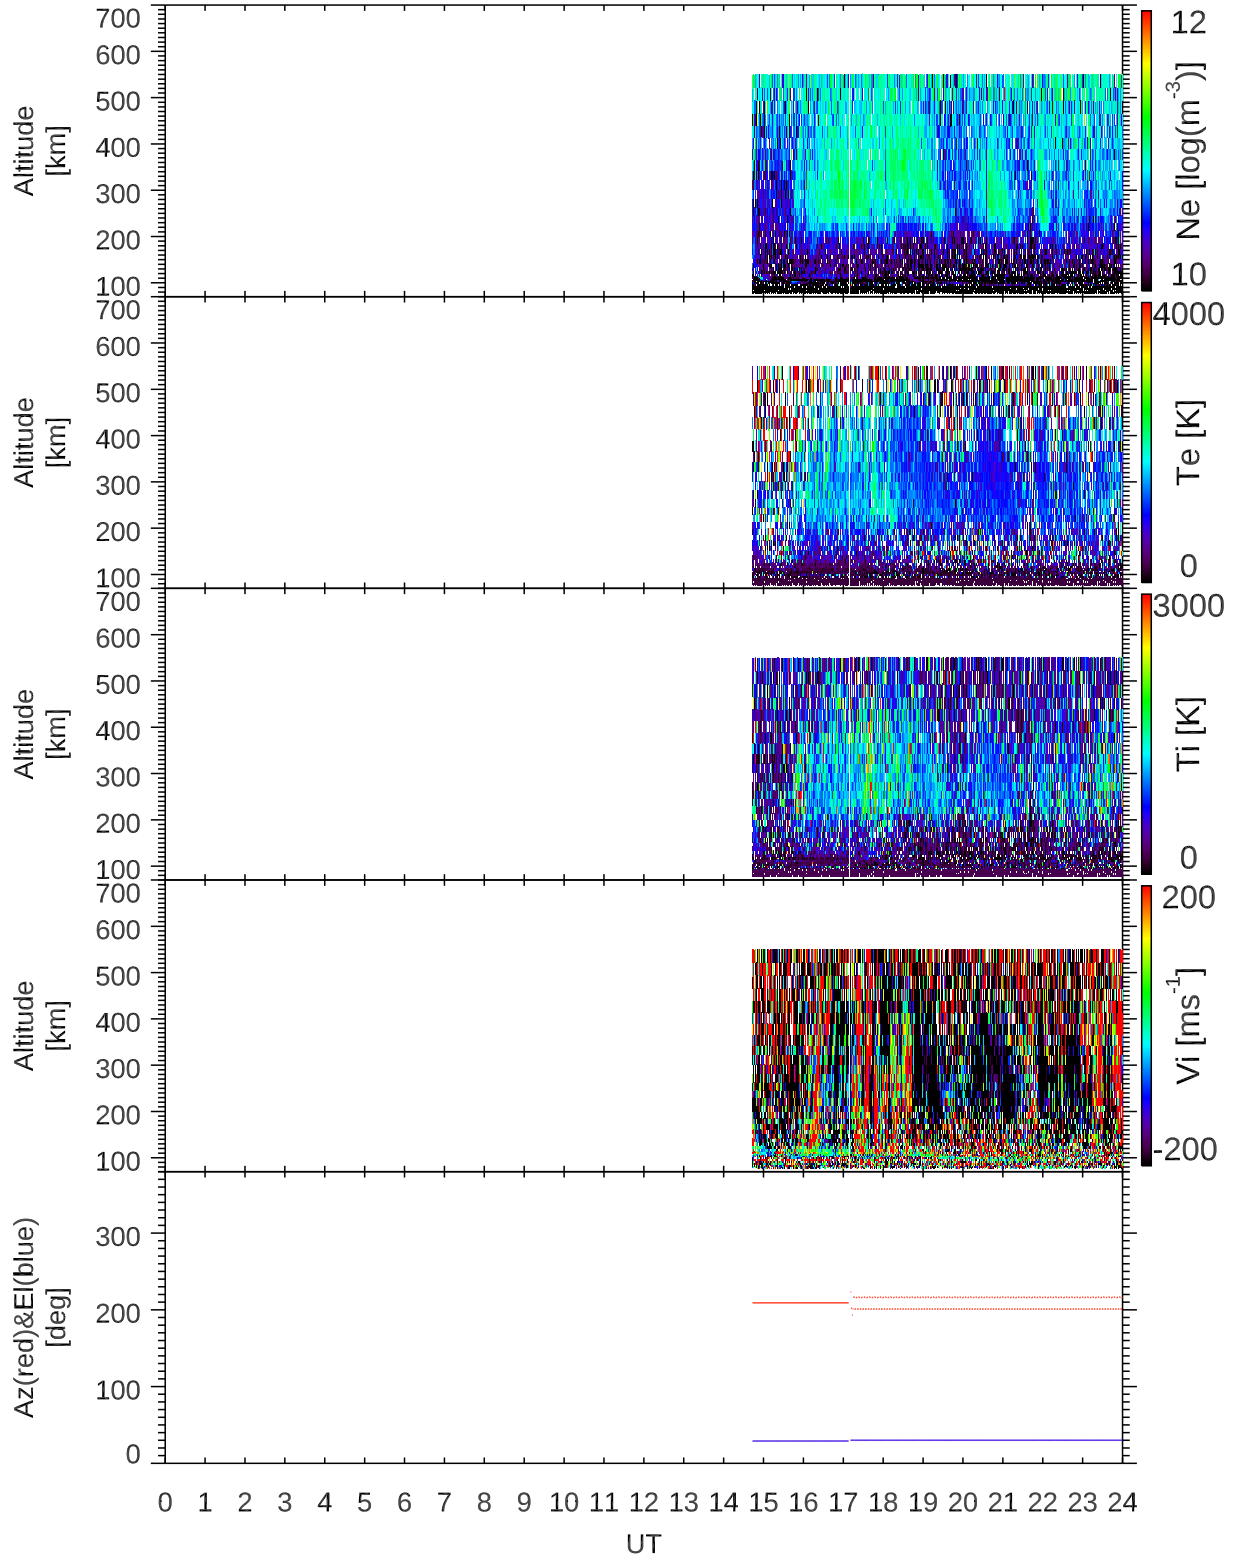 700
600
500
400
300
200
100
Altitude
[km]
12
Ne [log(m⁻³)]
10
700
600
500
400
300
200
100
Altitude
[km]
4000
Te [K]
0
700
600
500
400
300
200
100
Altitude
[km]
3000
Ti [K]
0
700
600
500
400
300
200
100
Altitude
[km]
200
Vi [ms⁻¹]
-200
300
200
100
0
Az(red)&El(blue)
[deg]
0 1 2 3 4 5 6 7 8 9 10 11 12 13 14 15 16 17 18 19 20 21 22 23 24
UT